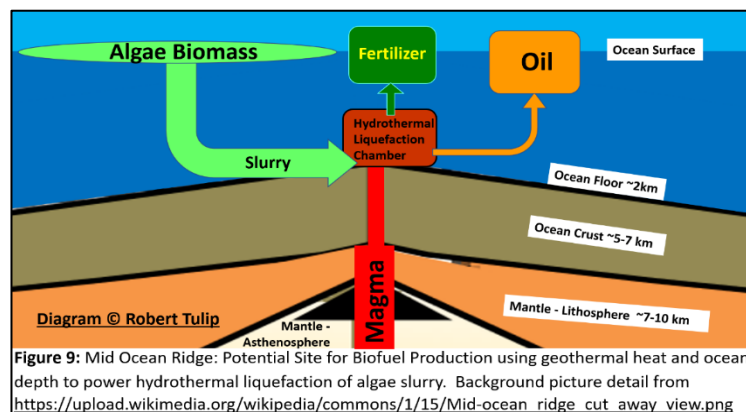 Algae Biomass
Fertilizer
Oil
Ocean Surface
Hydrothermal
Liquefaction
Chamber
Slurry
Ocean Floor ~2km
Ocean Crust ~5-7 km
Magma
Mantle - Lithosphere ~7-10 km
Diagram © Robert Tulip
Mantle -
Asthenosphere
Figure 9: Mid Ocean Ridge: Potential Site for Biofuel Production using geothermal heat and ocean
depth to power hydrothermal liquefaction of algae slurry. Background picture detail from
https://upload.wikimedia.org/wikipedia/commons/1/15/Mid-ocean_ridge_cut_away_view.png